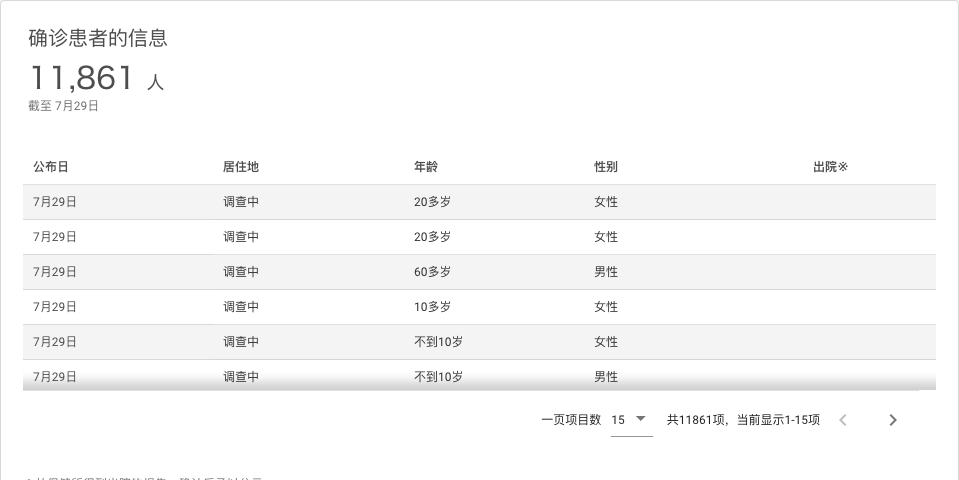 确诊患者的信息
11,861 人
截至 7月29日
公布日 居住地 年龄 性别 出院※
7月29日 调查中 20多岁 女性
7月29日 调查中 20多岁 女性
7月29日 调查中 60多岁 男性
7月29日 调查中 10多岁 女性
7月29日 调查中 不到10岁 女性
7月29日 调查中 不到10岁 男性
一页项目数 15 共11861项，当前显示1-15项